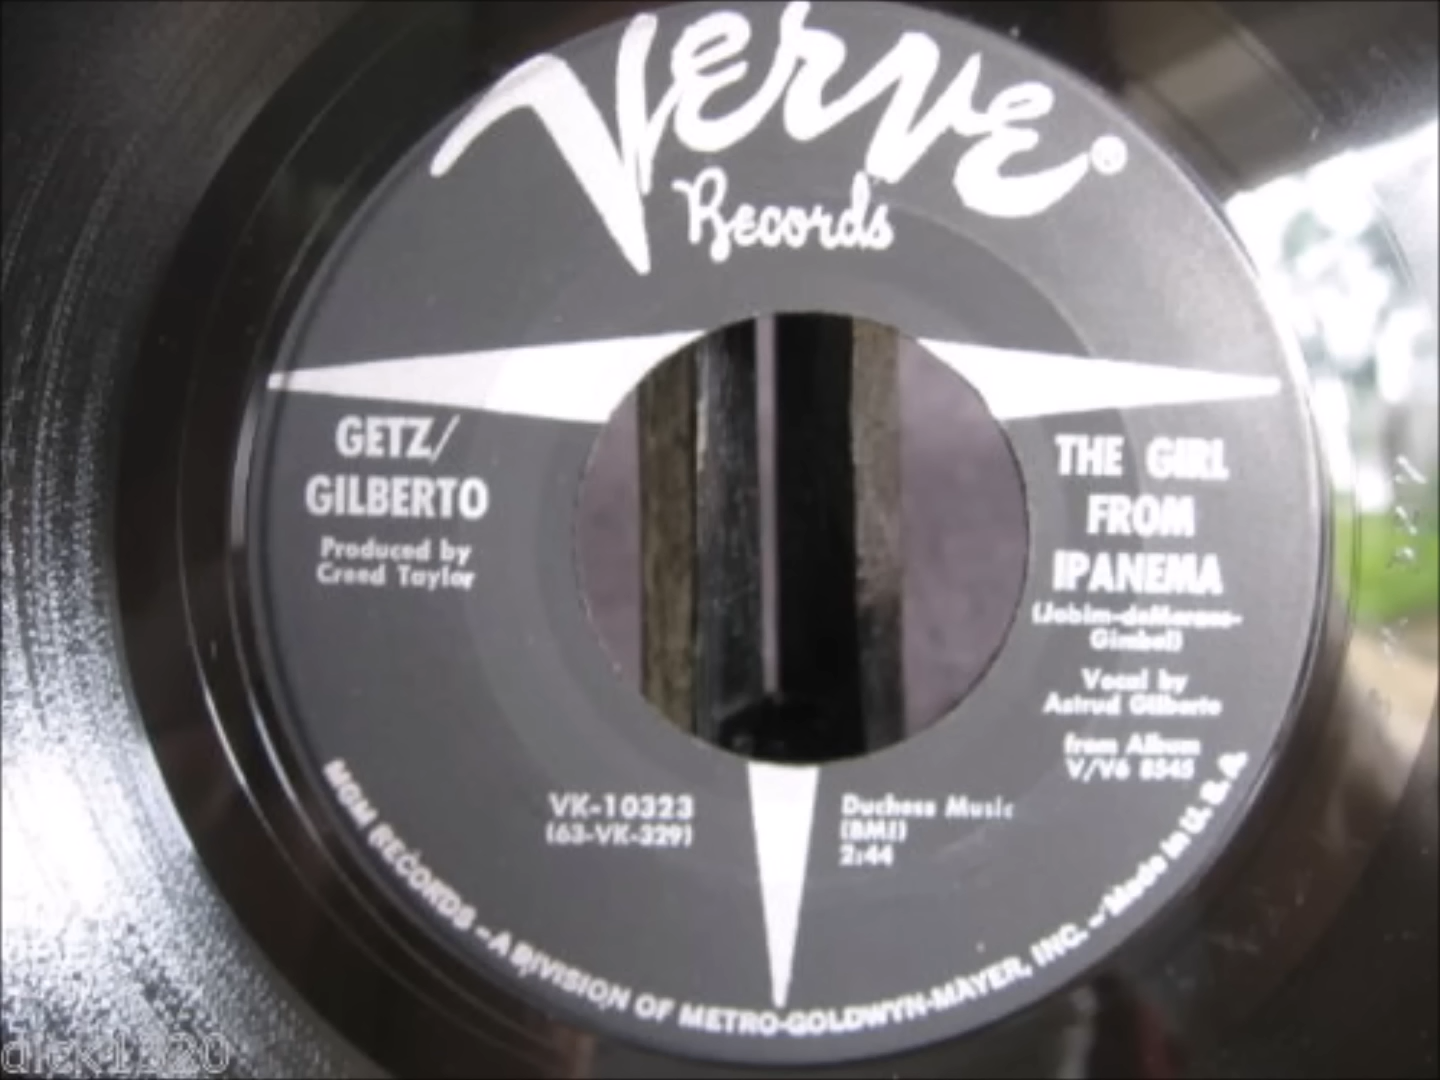 Verve®
Records
GETZ/
GILBERTO
Produced by
Creed Taylor
THE GIRL
FROM
IPANEMA
(Jobim-deMoraes-
Gimbel)
Vocal by
Astrud Gilberto
from Album
V/V6 8545
VK-10323
(63-VK-329)
Duchess Music
(BMI)
2:44
MGM RECORDS - A DIVISION OF METRO-GOLDWYN-MAYER, INC. - Made in U. S. A.